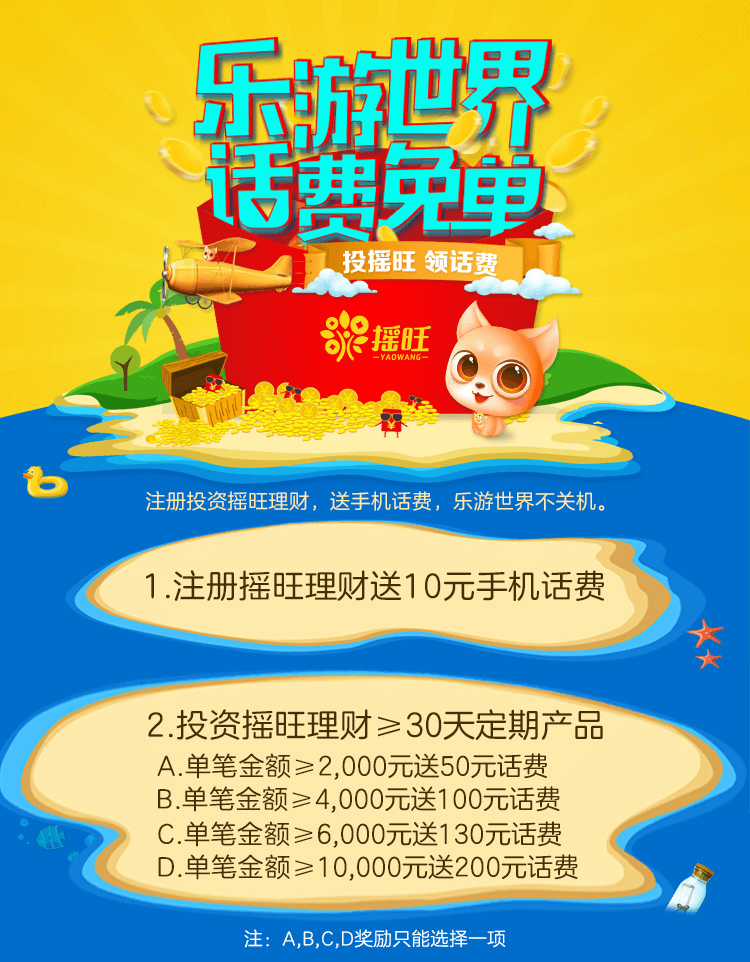 乐游世界
话费免单
投摇旺 领话费
摇旺
YAOWANG
注册投资摇旺理财，送手机话费，乐游世界不关机。
1.注册摇旺理财送10元手机话费
2.投资摇旺理财≥30天定期产品
A.单笔金额≥2,000元送50元话费
B.单笔金额≥4,000元送100元话费
C.单笔金额≥6,000元送130元话费
D.单笔金额≥10,000元送200元话费
注：A,B,C,D奖励只能选择一项